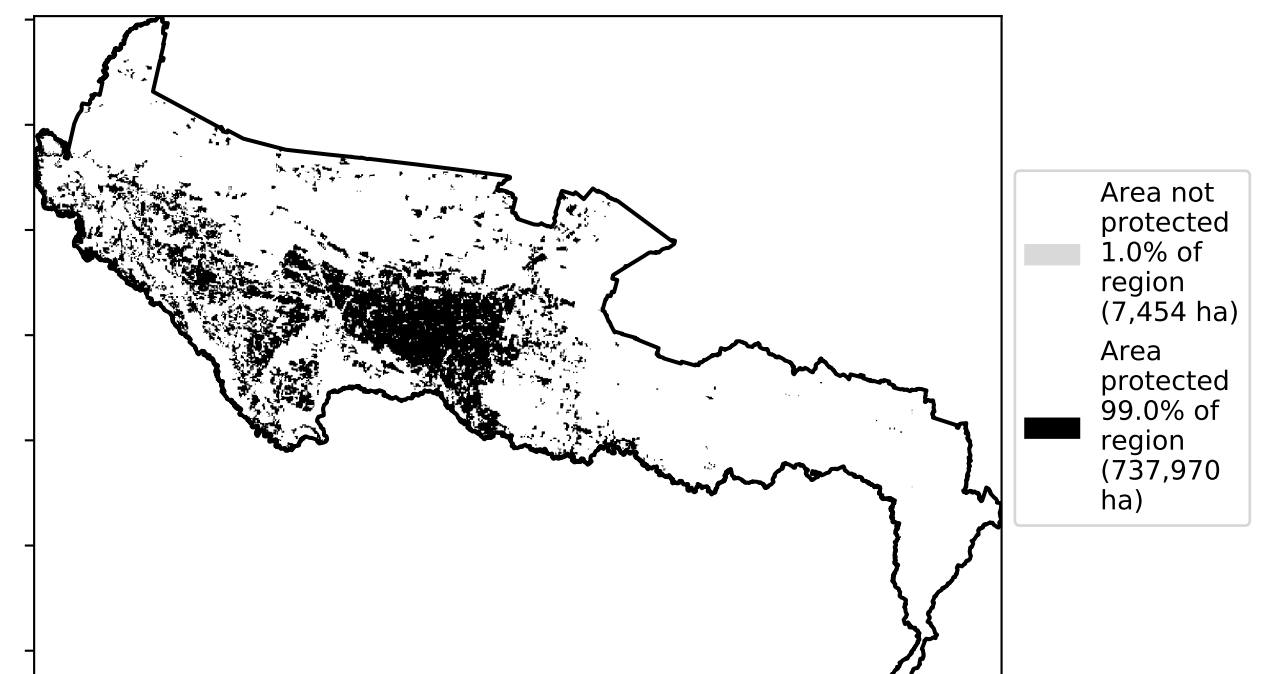 Area not
protected
1.0% of
region
(7,454 ha)
Area
protected
99.0% of
region
(737,970
ha)